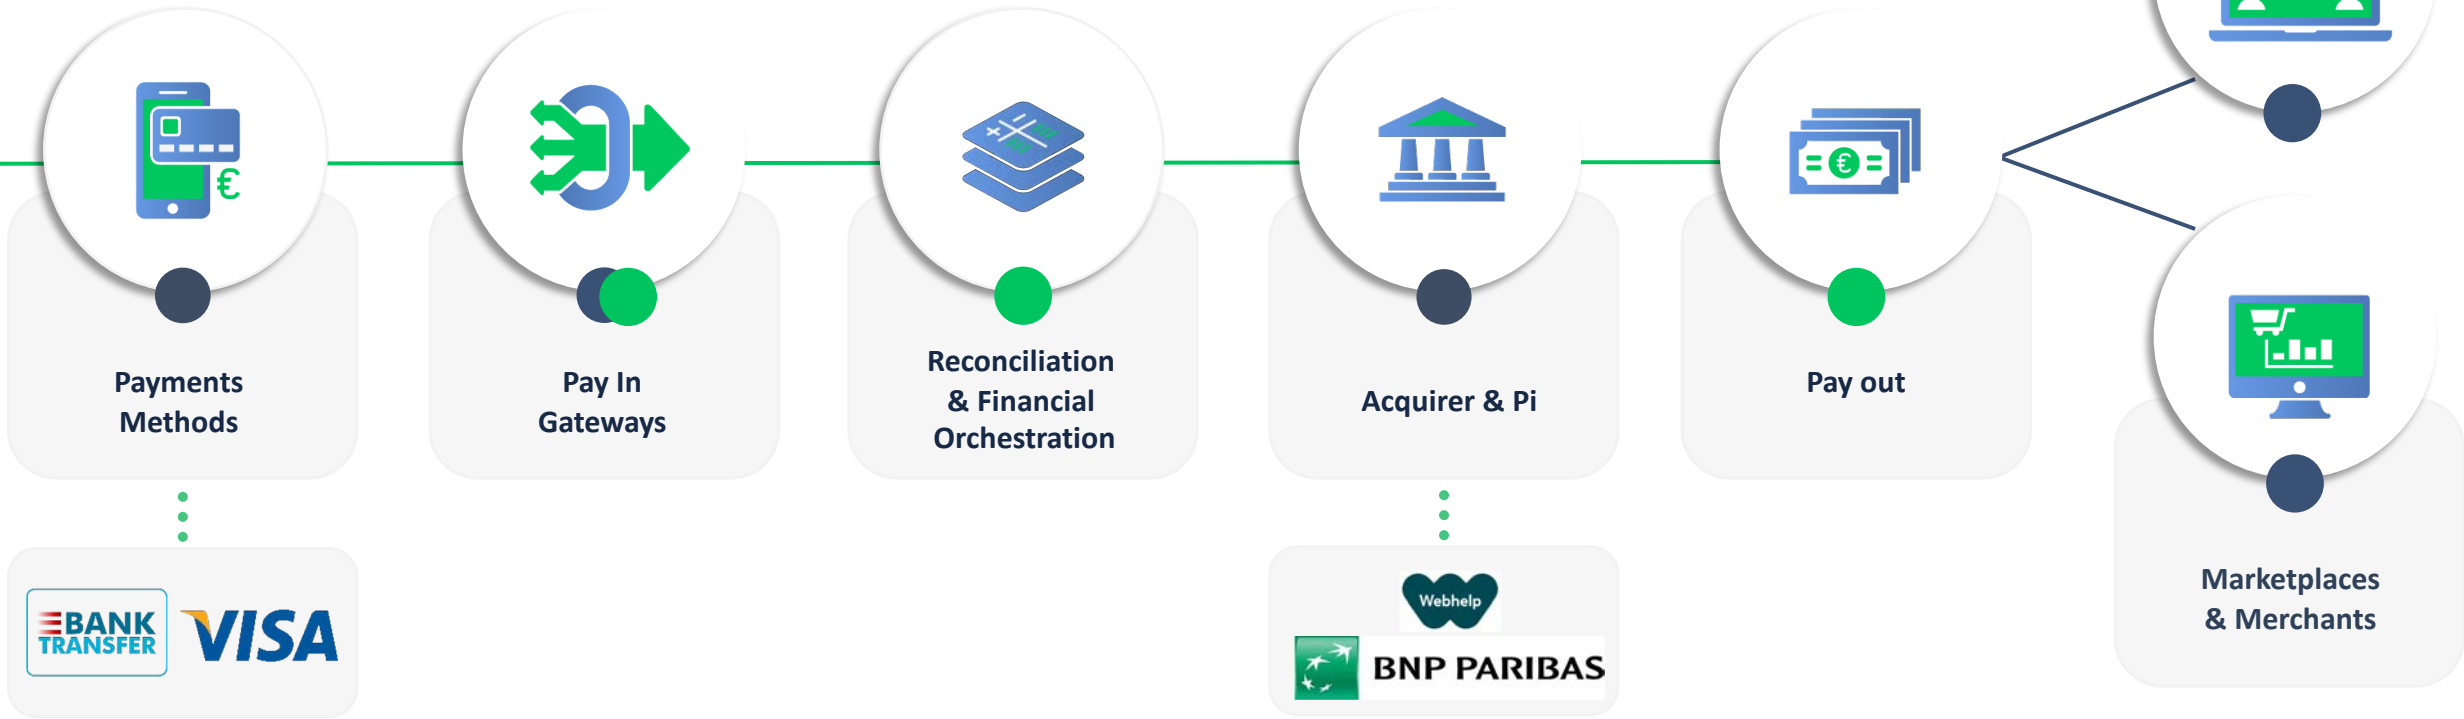 Payments
Methods
Pay In
Gateways
Reconciliation
& Financial
Orchestration
Acquirer & Pi
Pay out
Marketplaces
& Merchants
BANK
TRANSFER
VISA
Webhelp
BNP PARIBAS
€
€